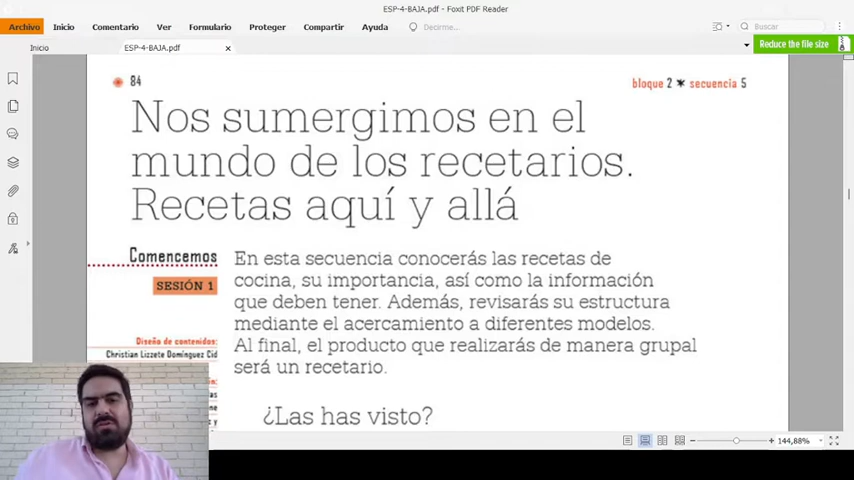 ESP-4-BAJA.pdf - Foxit PDF Reader
Archivo Inicio Comentario Ver Formulario Proteger Compartir Ayuda Decirme... Buscar
Inicio ESP-4-BAJA.pdf Reduce the file size
84 bloque 2 secuencia 5
Nos sumergimos en el
mundo de los recetarios.
Recetas aquí y allá
Comencemos
SESIÓN 1
En esta secuencia conocerás las recetas de
cocina, su importancia, así como la información
que deben tener. Además, revisarás su estructura
mediante el acercamiento a diferentes modelos.
Al final, el producto que realizarás de manera grupal
será un recetario.
Diseño de contenidos:
Christian Lizzete Domínguez Cid
¿Las has visto?
144,88%